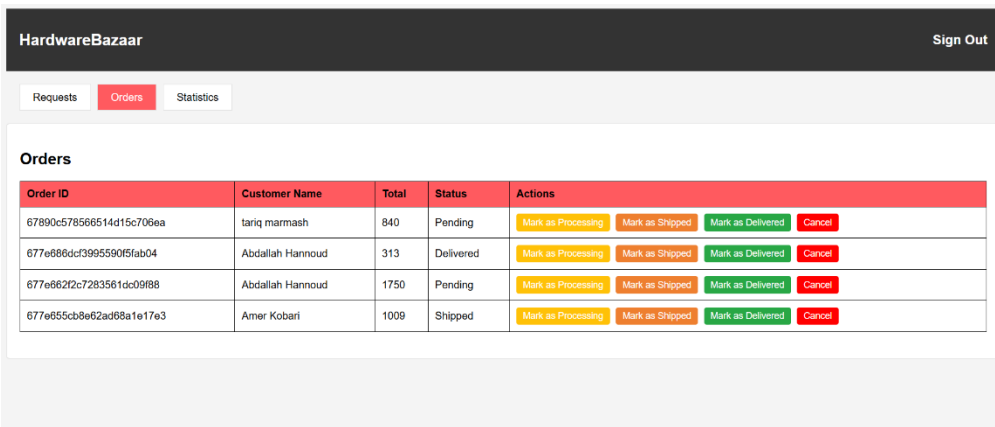 HardwareBazaar Sign Out
Requests Orders Statistics
Orders
Order ID Customer Name Total Status Actions
67890c578566514d15c706ea tariq marmash 840 Pending Mark as Processing Mark as Shipped Mark as Delivered Cancel
677e686dcf3995590f5fab04 Abdallah Hannoud 313 Delivered Mark as Processing Mark as Shipped Mark as Delivered Cancel
677e662f2c7283561dc09f88 Abdallah Hannoud 1750 Pending Mark as Processing Mark as Shipped Mark as Delivered Cancel
677e655cb8e62ad68a1e17e3 Amer Kobari 1009 Shipped Mark as Processing Mark as Shipped Mark as Delivered Cancel